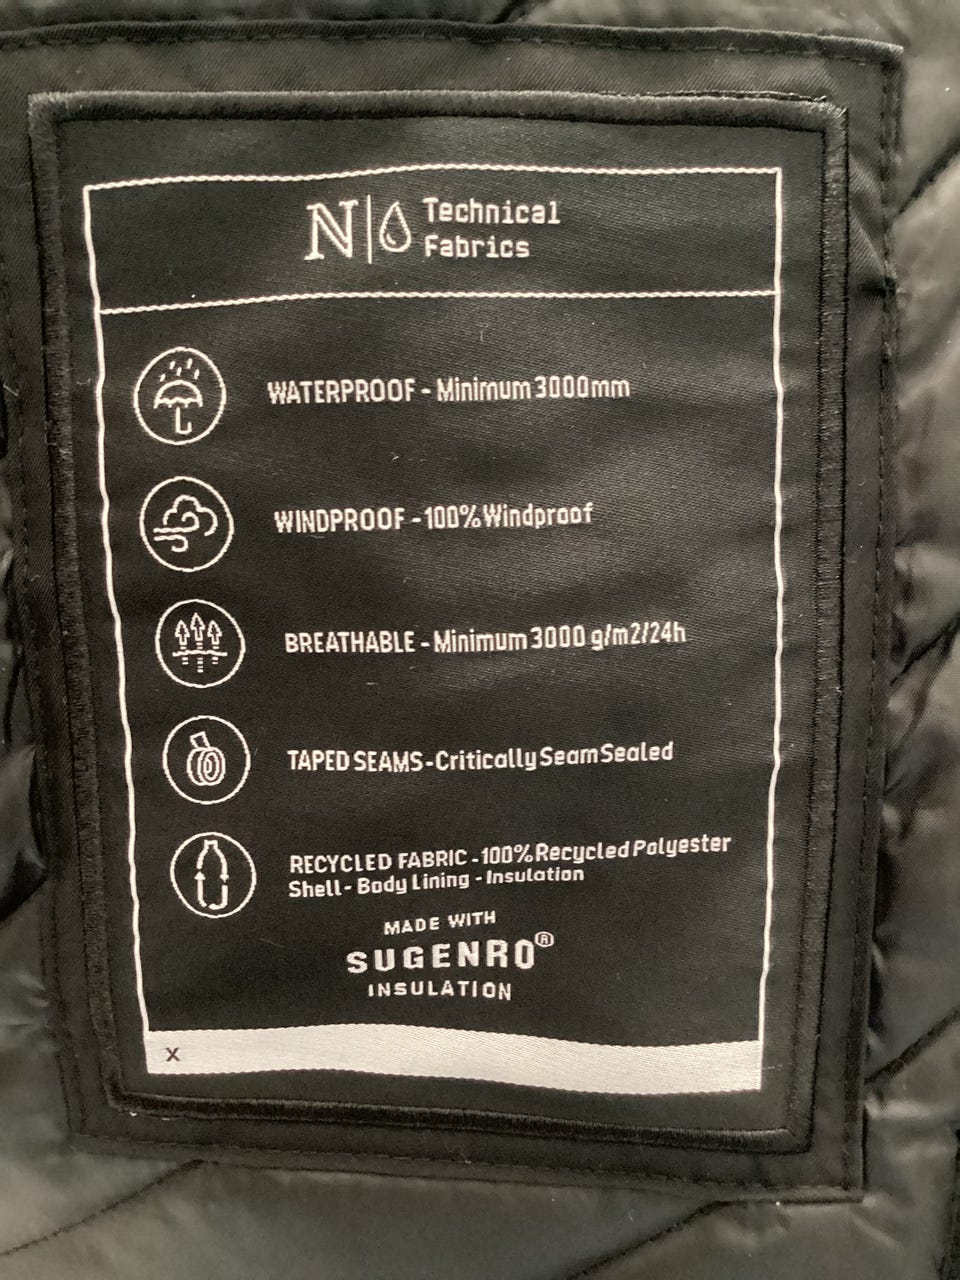 N Technical
Fabrics
WATERPROOF - Minimum 3000mm
WINDPROOF - 100% Windproof
BREATHABLE - Minimum 3000 g/m2/24h
TAPED SEAMS - Critically Seam Sealed
RECYCLED FABRIC - 100% Recycled Polyester
Shell - Body Lining - Insulation
MADE WITH
SUGENRO®
INSULATION
X